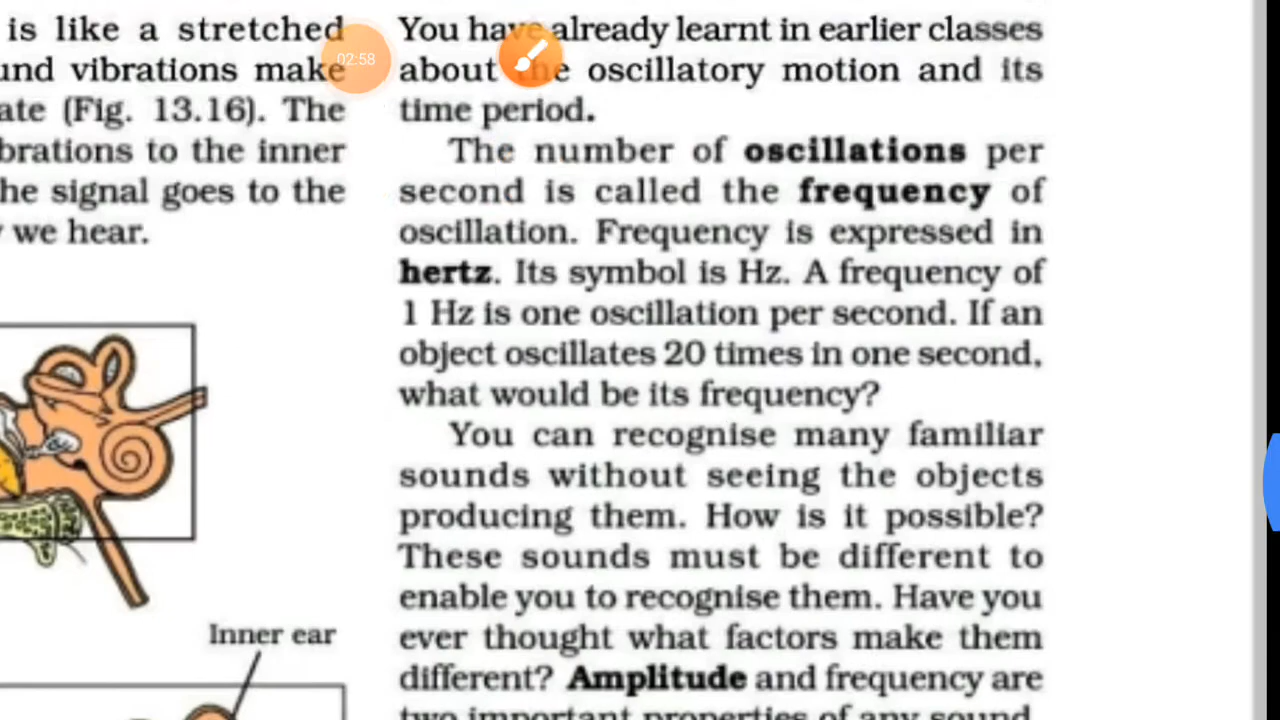 is like a stretched
und vibrations make
ate (Fig. 13.16). The
brations to the inner
he signal goes to the
we hear.
Inner ear
02:58
You have already learnt in earlier classes
about the oscillatory motion and its
time period.
The number of oscillations per
second is called the frequency of
oscillation. Frequency is expressed in
hertz. Its symbol is Hz. A frequency of
1 Hz is one oscillation per second. If an
object oscillates 20 times in one second,
what would be its frequency?
You can recognise many familiar
sounds without seeing the objects
producing them. How is it possible?
These sounds must be different to
enable you to recognise them. Have you
ever thought what factors make them
different? Amplitude and frequency are
two important properties of any sound.